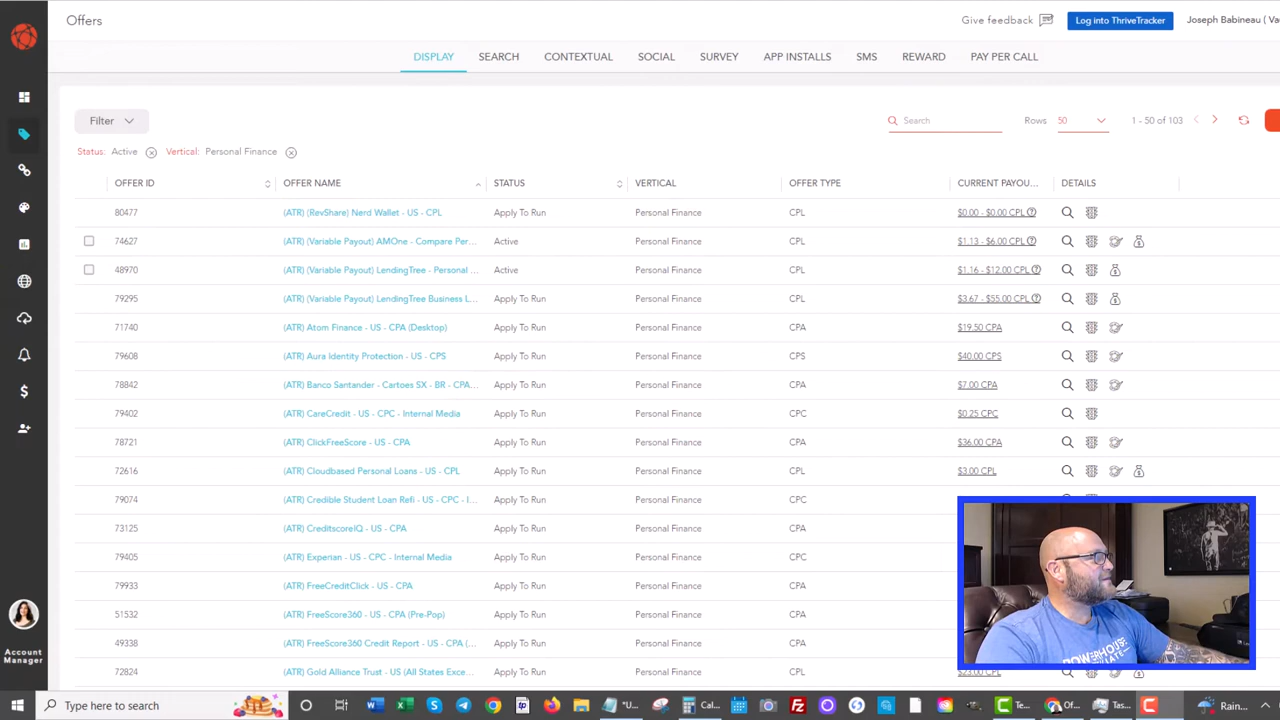 Offers
Give feedback
Log into ThriveTracker
Joseph Babineau ( Va
DISPLAY SEARCH CONTEXTUAL SOCIAL SURVEY APP INSTALLS SMS REWARD PAY PER CALL
Filter
Search
Rows 50
1 - 50 of 103
Status: Active Vertical: Personal Finance
OFFER ID OFFER NAME STATUS VERTICAL OFFER TYPE CURRENT PAYOU... DETAILS
80477 (ATR) (RevShare) Nerd Wallet - US - CPL Apply To Run Personal Finance CPL $0.00 - $0.00 CPL
74627 (ATR) (Variable Payout) AMOne - Compare Per... Active Personal Finance CPL $1.13 - $6.00 CPL
48970 (ATR) (Variable Payout) LendingTree - Personal ... Active Personal Finance CPL $1.16 - $12.00 CPL
79295 (ATR) (Variable Payout) LendingTree Business L... Apply To Run Personal Finance CPL $3.67 - $55.00 CPL
71740 (ATR) Atom Finance - US - CPA (Desktop) Apply To Run Personal Finance CPA $19.50 CPA
79608 (ATR) Aura Identity Protection - US - CPS Apply To Run Personal Finance CPS $40.00 CPS
78842 (ATR) Banco Santander - Cartoes SX - BR - CPA... Apply To Run Personal Finance CPA $7.00 CPA
79402 (ATR) CareCredit - US - CPC - Internal Media Apply To Run Personal Finance CPC $0.25 CPC
78721 (ATR) ClickFreeScore - US - CPA Apply To Run Personal Finance CPA $36.00 CPA
72616 (ATR) Cloudbased Personal Loans - US - CPL Apply To Run Personal Finance CPL $3.00 CPL
79074 (ATR) Credible Student Loan Refi - US - CPC - I... Apply To Run Personal Finance CPC
73125 (ATR) CreditscoreIQ - US - CPA Apply To Run Personal Finance CPA
79405 (ATR) Experian - US - CPC - Internal Media Apply To Run Personal Finance CPC
79933 (ATR) FreeCreditClick - US - CPA Apply To Run Personal Finance CPA
51532 (ATR) FreeScore360 - US - CPA (Pre-Pop) Apply To Run Personal Finance CPA
49338 (ATR) FreeScore360 Credit Report - US - CPA (... Apply To Run Personal Finance CPA
72824 (ATR) Gold Alliance Trust - US (All States Exce... Apply To Run Personal Finance CPL
Account
Manager
POWERHOUSE
Type here to search
*U...
Cal...
Te...
Of...
Tas...
Rain...